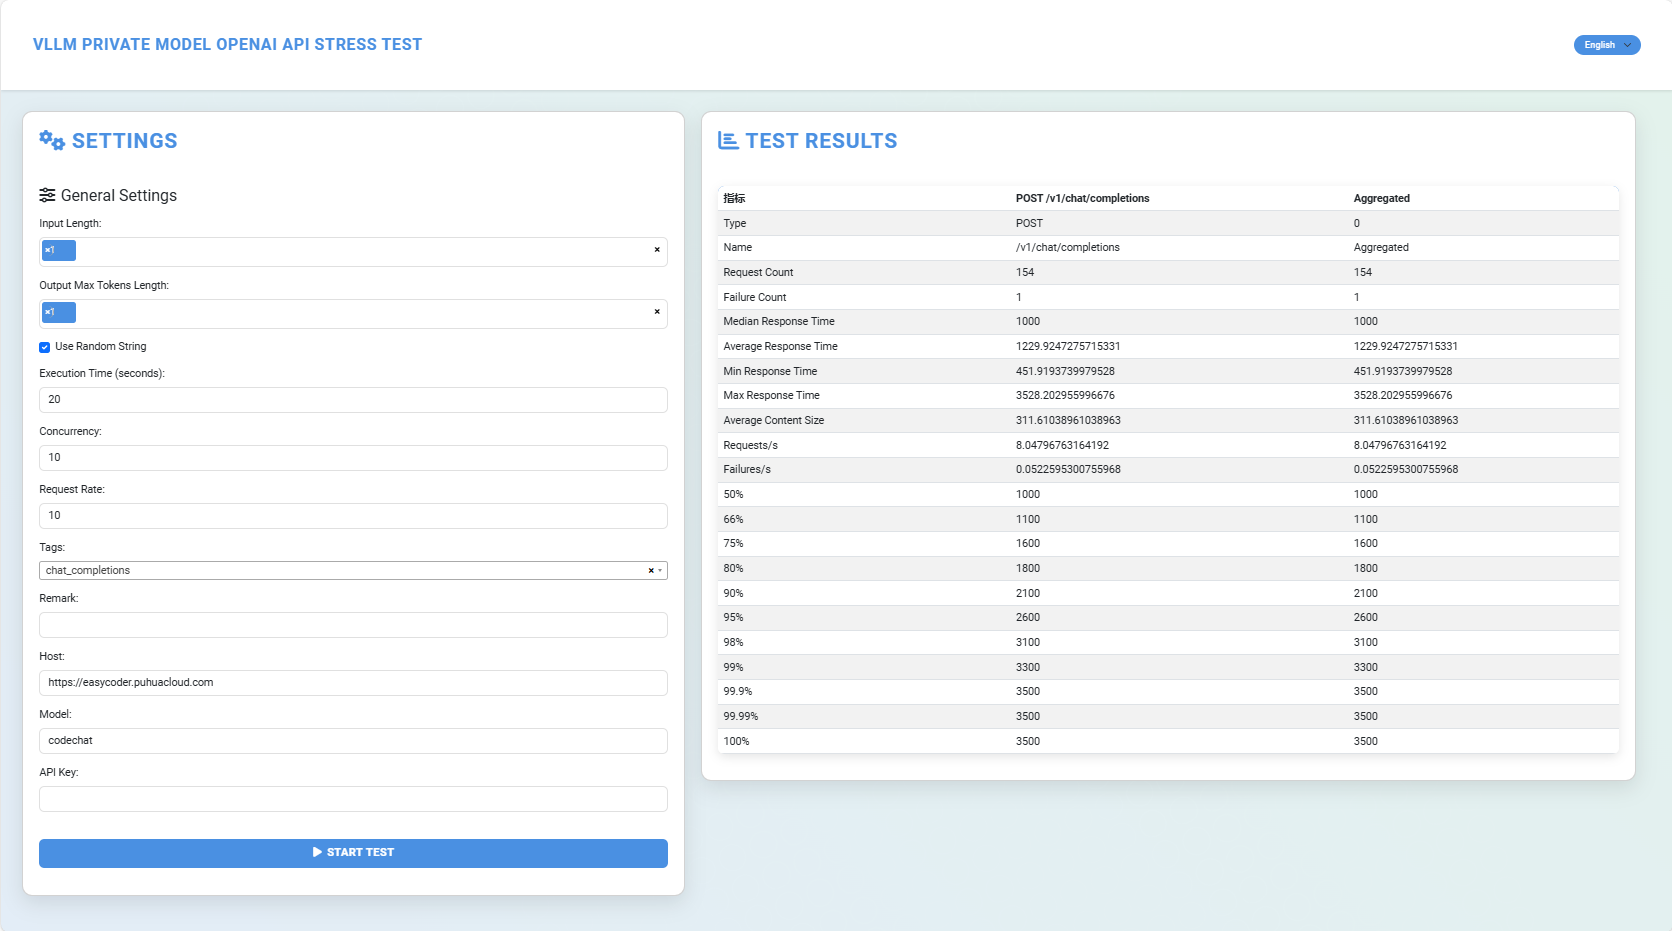 VLLM PRIVATE MODEL OPENAI API STRESS TEST
English
SETTINGS
General Settings
Input Length:
×1
×
Output Max Tokens Length:
×1
×
Use Random String
Execution Time (seconds):
20
Concurrency:
10
Request Rate:
10
Tags:
chat_completions ×
Remark:
Host:
https://easycoder.puhuacloud.com
Model:
codechat
API Key:
START TEST
TEST RESULTS
指标 POST /v1/chat/completions Aggregated
Type POST 0
Name /v1/chat/completions Aggregated
Request Count 154 154
Failure Count 1 1
Median Response Time 1000 1000
Average Response Time 1229.9247275715331 1229.9247275715331
Min Response Time 451.9193739979528 451.9193739979528
Max Response Time 3528.202955996676 3528.202955996676
Average Content Size 311.61038961038963 311.61038961038963
Requests/s 8.04796763164192 8.04796763164192
Failures/s 0.0522595300755968 0.0522595300755968
50% 1000 1000
66% 1100 1100
75% 1600 1600
80% 1800 1800
90% 2100 2100
95% 2600 2600
98% 3100 3100
99% 3300 3300
99.9% 3500 3500
99.99% 3500 3500
100% 3500 3500